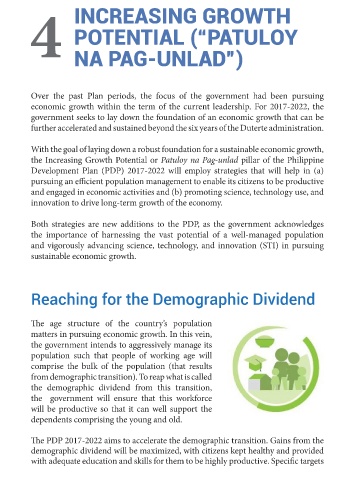 4
INCREASING GROWTH
POTENTIAL (“PATULOY
NA PAG-UNLAD”)
Over the past Plan periods, the focus of the government had been pursuing
economic growth within the term of the current leadership. For 2017-2022, the
government seeks to lay down the foundation of an economic growth that can be
further accelerated and sustained beyond the six years of the Duterte administration.
With the goal of laying down a robust foundation for a sustainable economic growth,
the Increasing Growth Potential or Patuloy na Pag-unlad pillar of the Philippine
Development Plan (PDP) 2017-2022 will employ strategies that will help in (a)
pursuing an efficient population management to enable its citizens to be productive
and engaged in economic activities and (b) promoting science, technology use, and
innovation to drive long-term growth of the economy.
Both strategies are new additions to the PDP, as the government acknowledges
the importance of harnessing the vast potential of a well-managed population
and vigorously advancing science, technology, and innovation (STI) in pursuing
sustainable economic growth.
Reaching for the Demographic Dividend
The age structure of the country’s population
matters in pursuing economic growth. In this vein,
the government intends to aggressively manage its
population such that people of working age will
comprise the bulk of the population (that results
from demographic transition). To reap what is called
the demographic dividend from this transition,
the government will ensure that this workforce
will be productive so that it can well support the
dependents comprising the young and old.
The PDP 2017-2022 aims to accelerate the demographic transition. Gains from the
demographic dividend will be maximized, with citizens kept healthy and provided
with adequate education and skills for them to be highly productive. Specific targets